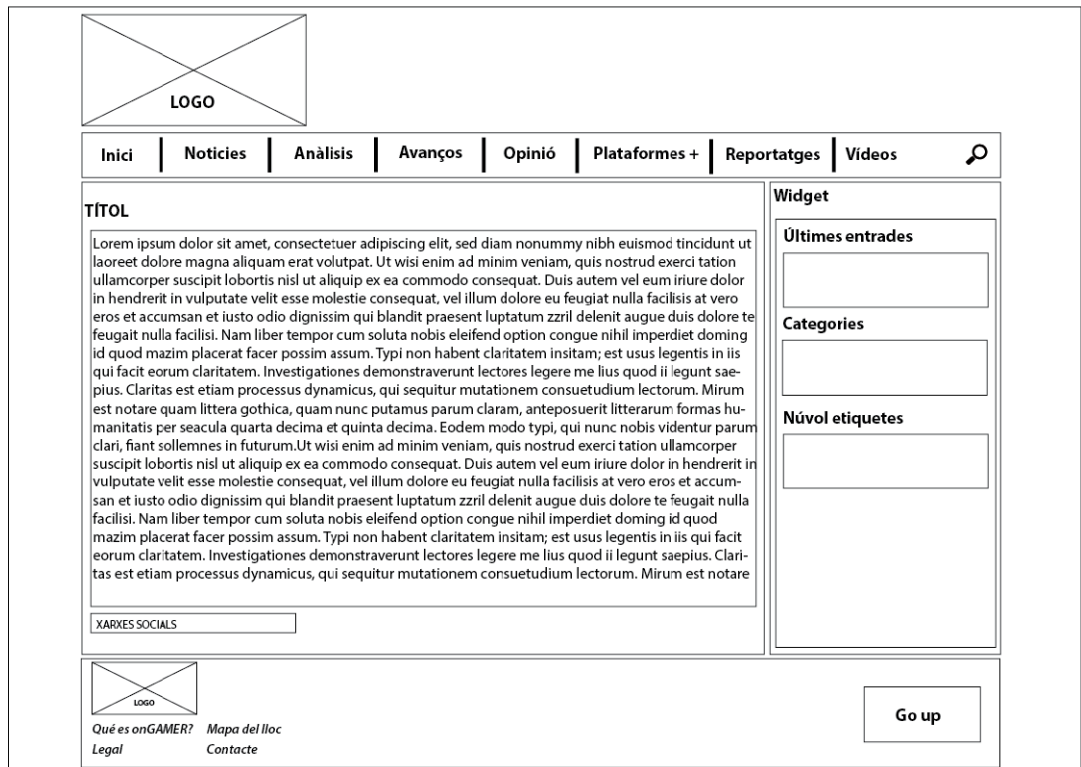 LOGO
Inici Noticies Anàlisis Avanços Opinió Plataformes + Reportatges Vídeos
TÍTOL
Lorem ipsum dolor sit amet, consectetuer adipiscing elit, sed diam nonummy nibh euismod tincidunt ut
laoreet dolore magna aliquam erat volutpat. Ut wisi enim ad minim veniam, quis nostrud exerci tation
ullamcorper suscipit lobortis nisl ut aliquip ex ea commodo consequat. Duis autem vel eum iriure dolor
in hendrerit in vulputate velit esse molestie consequat, vel illum dolore eu feugiat nulla facilisis at vero
eros et accumsan et iusto odio dignissim qui blandit praesent luptatum zzril delenit augue duis dolore te
feugait nulla facilisi. Nam liber tempor cum soluta nobis eleifend option congue nihil imperdiet doming
id quod mazim placerat facer possim assum. Typi non habent claritatem insitam; est usus legentis in iis
qui facit eorum claritatem. Investigationes demonstraverunt lectores legere me lius quod ii legunt sae-
pius. Claritas est etiam processus dynamicus, qui sequitur mutationem consuetudium lectorum. Mirum
est notare quam littera gothica, quam nunc putamus parum claram, anteposuerit litterarum formas hu-
manitatis per seacula quarta decima et quinta decima. Eodem modo typi, qui nunc nobis videntur parum
clari, fiant sollemnes in futurum.Ut wisi enim ad minim veniam, quis nostrud exerci tation ullamcorper
suscipit lobortis nisl ut aliquip ex ea commodo consequat. Duis autem vel eum iriure dolor in hendrerit in
vulputate velit esse molestie consequat, vel illum dolore eu feugiat nulla facilisis at vero eros et accum-
san et iusto odio dignissim qui blandit praesent luptatum zzril delenit augue duis dolore te feugait nulla
facilisi. Nam liber tempor cum soluta nobis eleifend option congue nihil imperdiet doming id quod
mazim placerat facer possim assum. Typi non habent claritatem insitam; est usus legentis in iis qui facit
eorum claritatem. Investigationes demonstraverunt lectores legere me lius quod ii legunt saepius. Clari-
tas est etiam processus dynamicus, qui sequitur mutationem consuetudium lectorum. Mirum est notare
XARXES SOCIALS
Widget
Últimes entrades
Categories
Núvol etiquetes
LOGO
Qué es onGAMER? Mapa del lloc
Legal Contacte
Go up